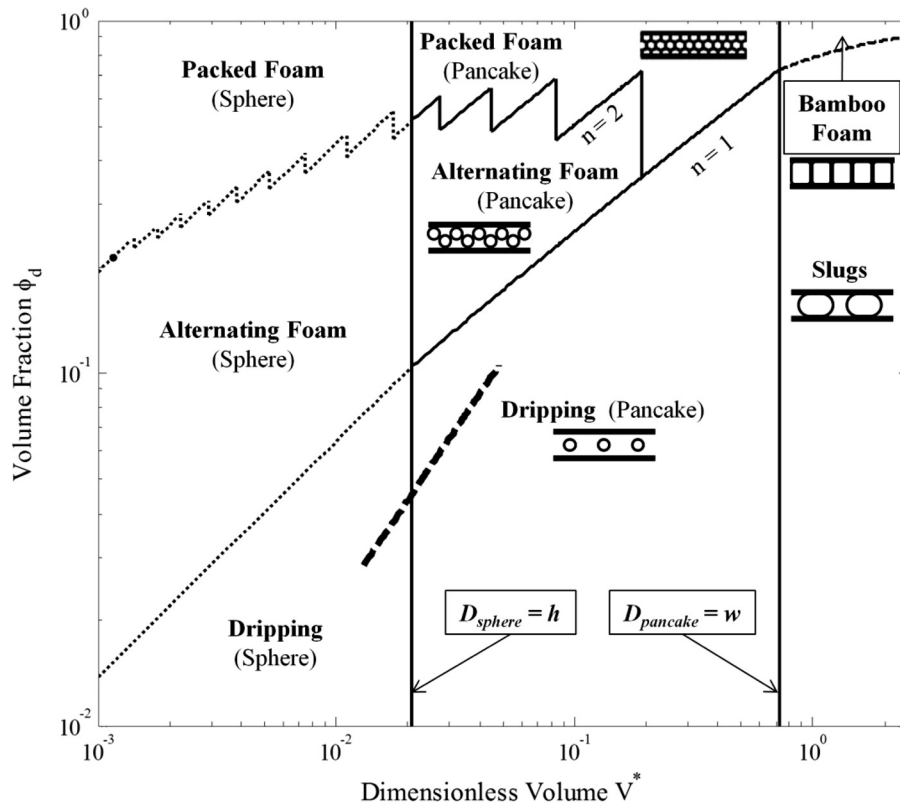 10^0
Packed Foam
(Sphere)
Packed Foam
(Pancake)
n = 2
n = 1
Bamboo
Foam
Alternating Foam
(Pancake)
Slugs
Alternating Foam
(Sphere)
10^-1
Dripping (Pancake)
Volume Fraction ϕ_d
D_sphere = h
D_pancake = w
Dripping
(Sphere)
10^-2
10^-3
10^-2
10^-1
10^0
Dimensionless Volume V^*